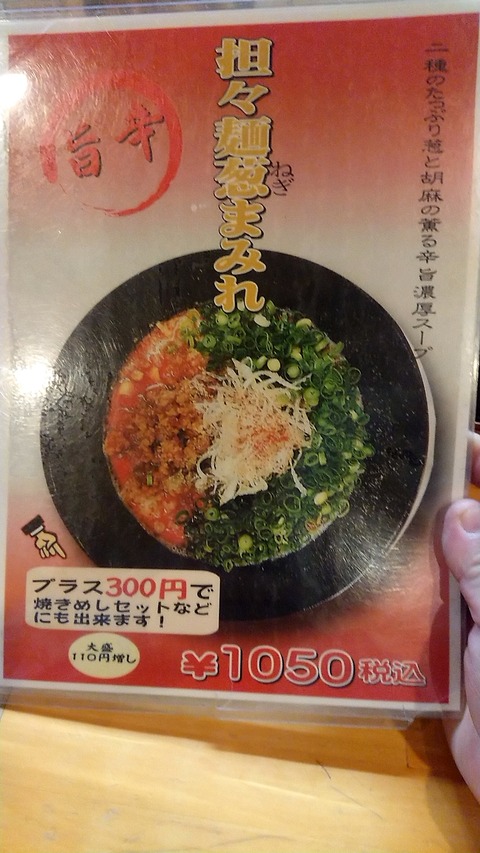 二種のたっぷり葱と胡麻の薫る辛旨濃厚スープ
担々麺葱まみれ
ねぎ
辛旨
プラス300円で
焼きめしセットなど
にも出来ます！
大盛
110円増し
¥1050税込